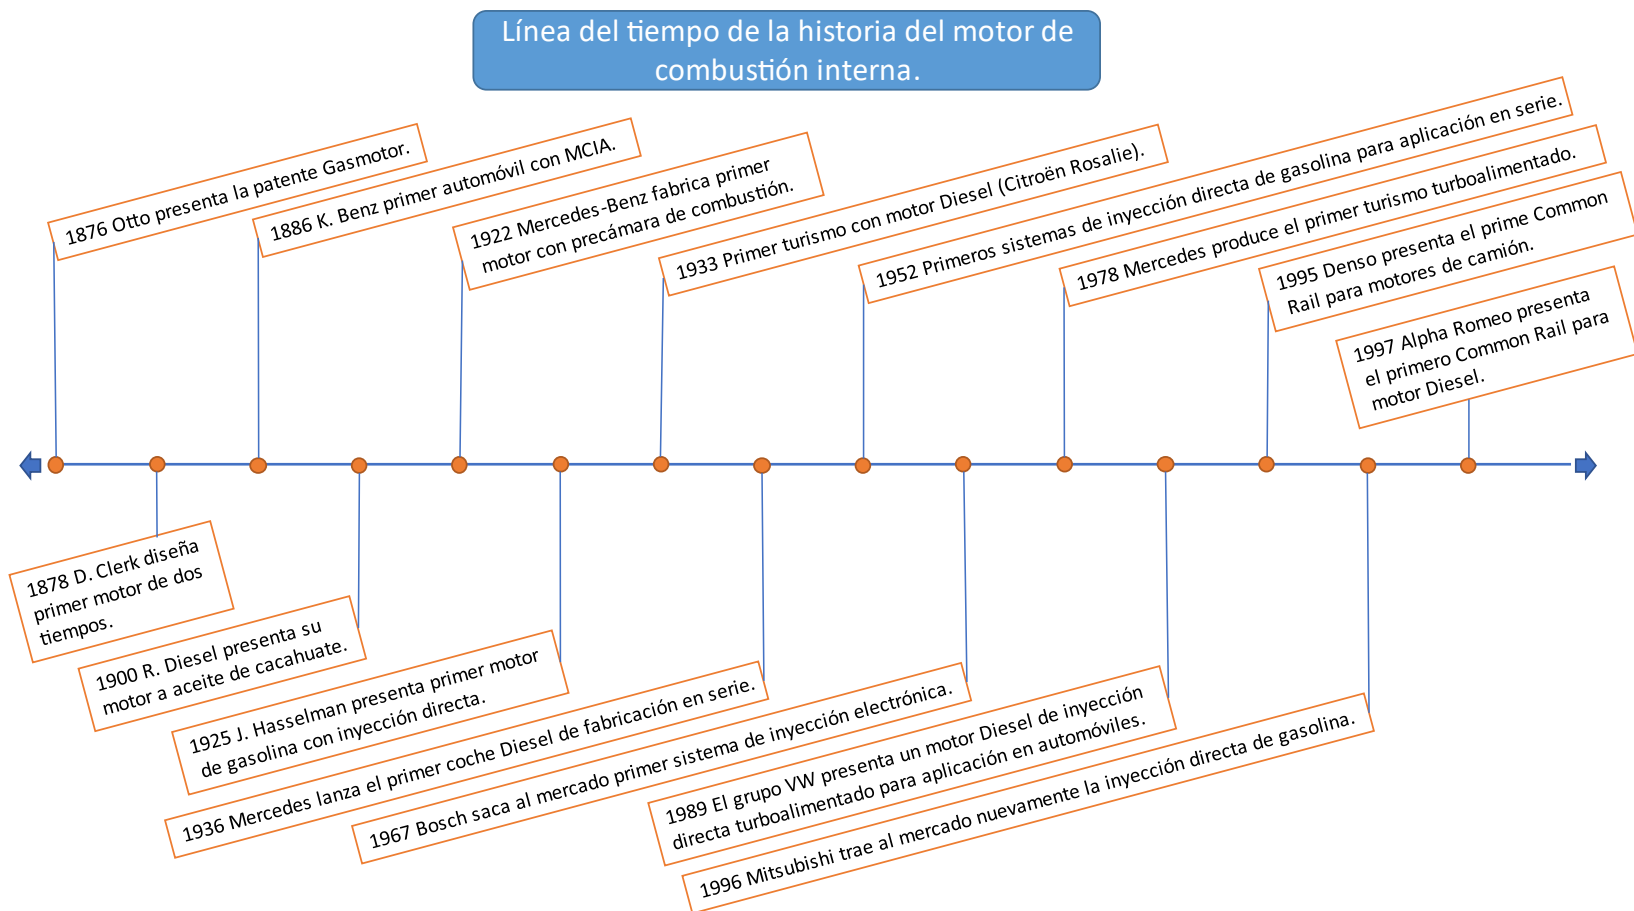 Línea del tiempo de la historia del motor de
combustión interna.
1876 Otto presenta la patente Gasmotor.
1886 K. Benz primer automóvil con MCIA.
1922 Mercedes-Benz fabrica primer
motor con precámara de combustión.
1933 Primer turismo con motor Diesel (Citroën Rosalie).
1952 Primeros sistemas de inyección directa de gasolina para aplicación en serie.
1978 Mercedes produce el primer turismo turboalimentado.
1995 Denso presenta el prime Common
Rail para motores de camión.
1997 Alpha Romeo presenta
el primero Common Rail para
motor Diesel.
1878 D. Clerk diseña
primer motor de dos
tiempos.
1900 R. Diesel presenta su
motor a aceite de cacahuate.
1925 J. Hasselman presenta primer motor
de gasolina con inyección directa.
1936 Mercedes lanza el primer coche Diesel de fabricación en serie.
1967 Bosch saca al mercado primer sistema de inyección electrónica.
1989 El grupo VW presenta un motor Diesel de inyección
directa turboalimentado para aplicación en automóviles.
1996 Mitsubishi trae al mercado nuevamente la inyección directa de gasolina.